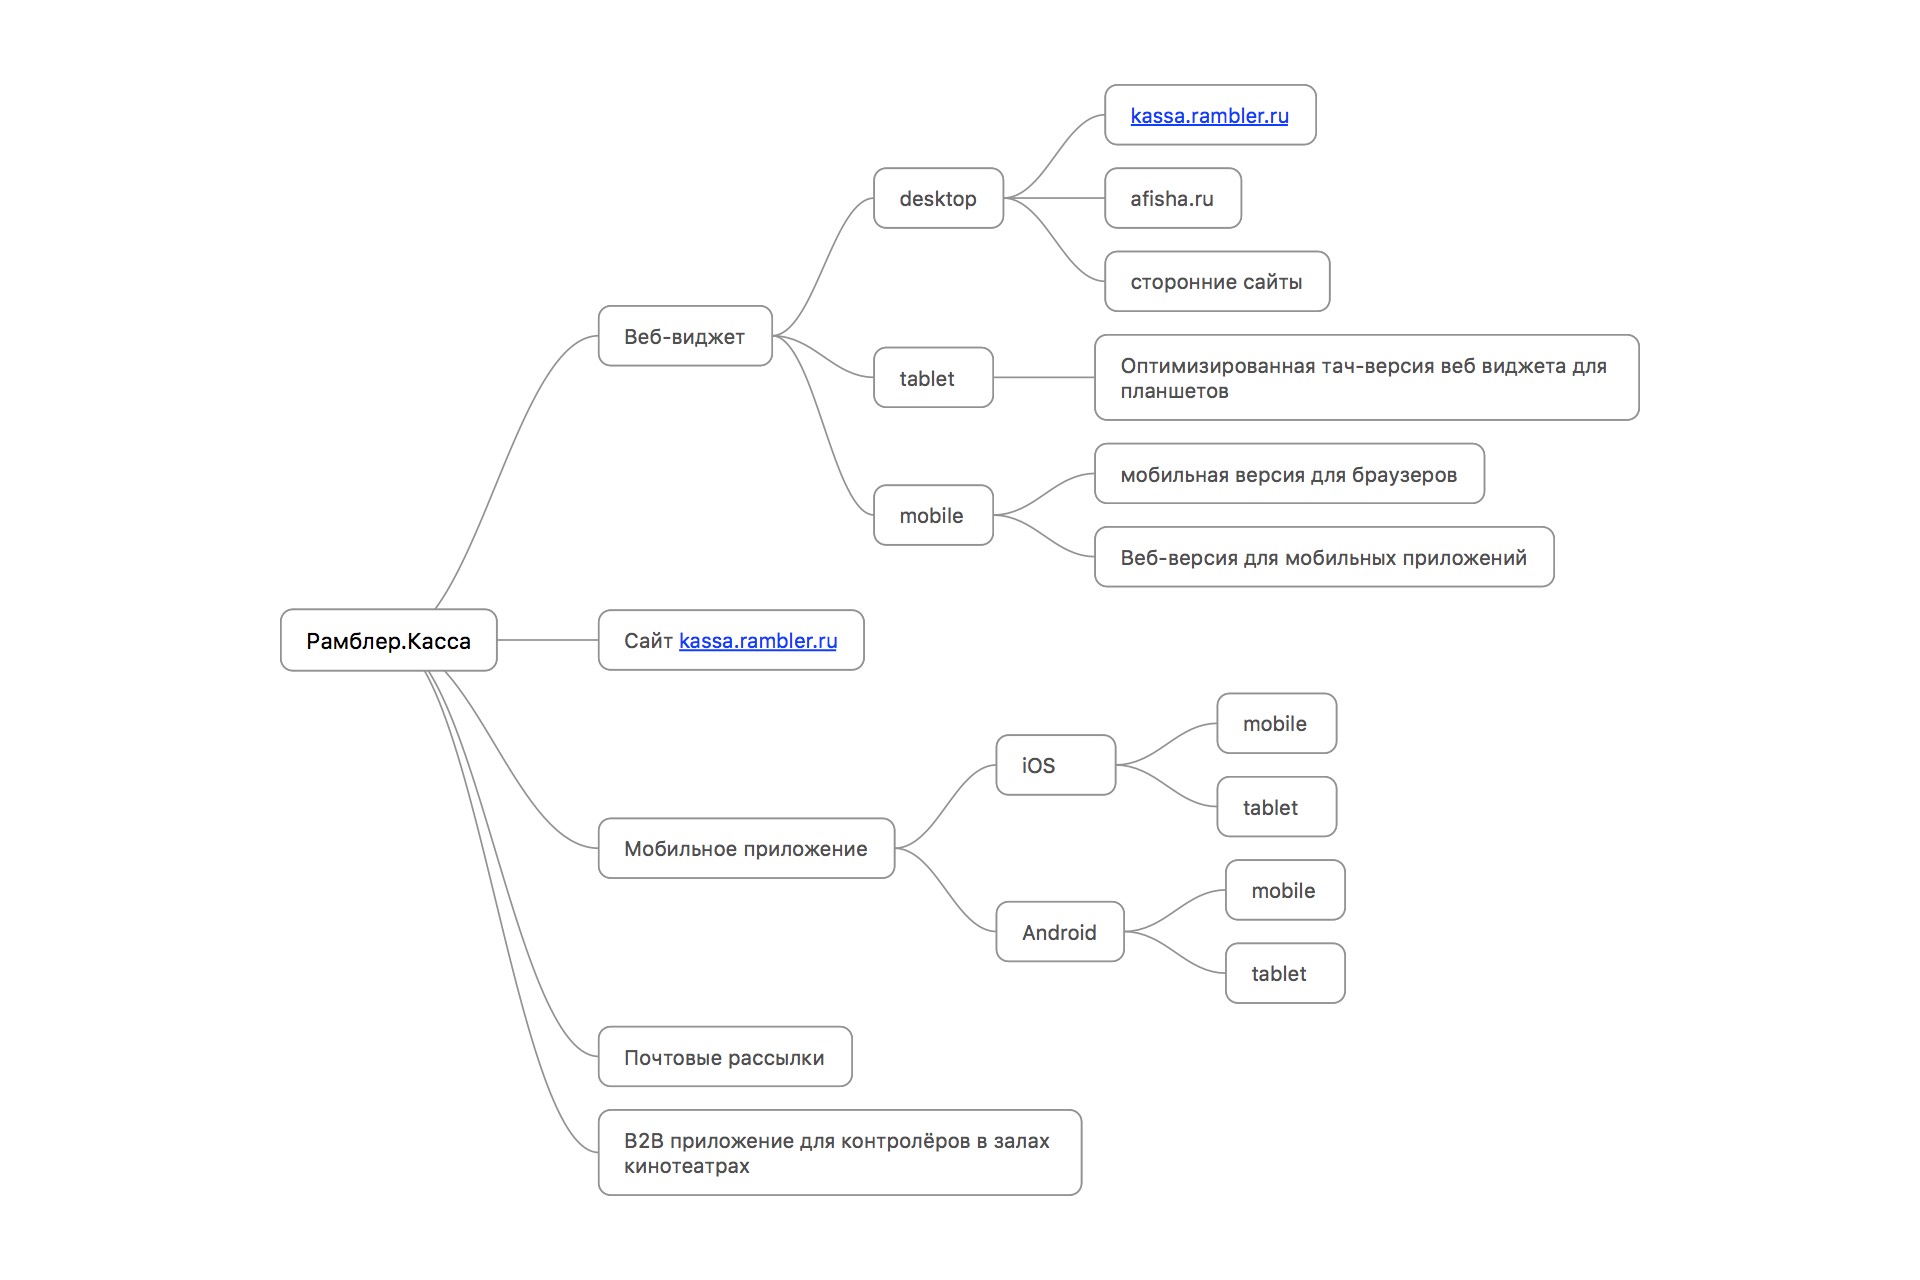 kassa.rambler.ru
desktop
afisha.ru
сторонние сайты
Веб-виджет
tablet
Оптимизированная тач-версия веб виджета для
планшетов
mobile
мобильная версия для браузеров
Веб-версия для мобильных приложений
Рамблер.Касса
Сайт kassa.rambler.ru
Мобильное приложение
iOS
mobile
tablet
Android
mobile
tablet
Почтовые рассылки
B2B приложение для контролёров в залах
кинотеатрах